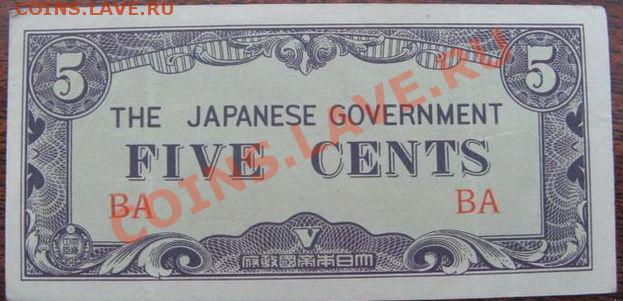 COINS.LAVE.RU
COINS.LAVE.RU
5 5
THE JAPANESE GOVERNMENT
FIVE CENTS
BA BA
V
大日本帝國政府